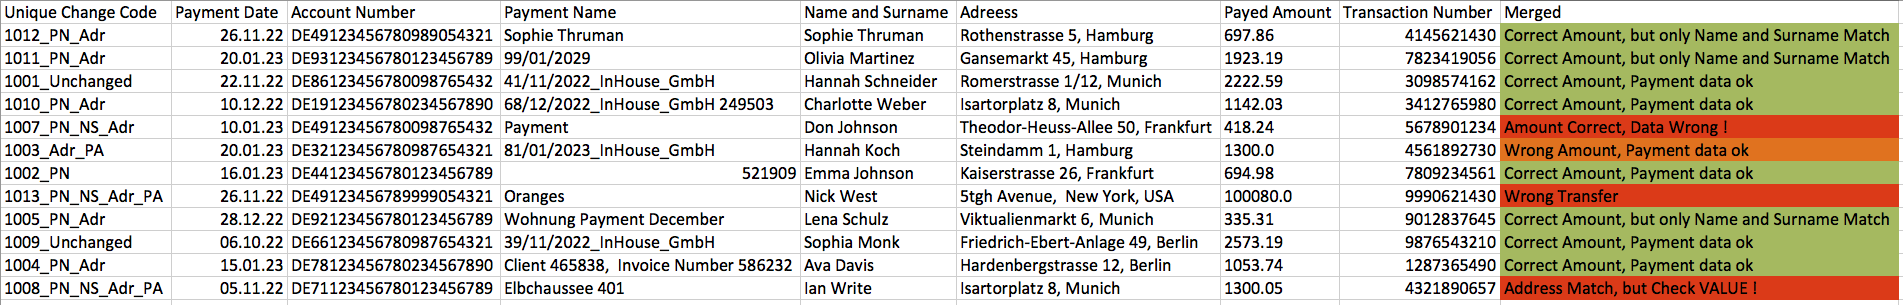 Unique Change Code Payment Date Account Number Payment Name Name and Surname Adreess Payed Amount Transaction Number Merged
1012_PN_Adr 26.11.22 DE49123456780989054321 Sophie Thruman Sophie Thruman Rothenstrasse 5, Hamburg 697.86 4145621430 Correct Amount, but only Name and Surname Match
1011_PN_Adr 20.01.23 DE93123456780123456789 99/01/2029 Olivia Martinez Gansemarkt 45, Hamburg 1923.19 7823419056 Correct Amount, but only Name and Surname Match
1001_Unchanged 22.11.22 DE86123456780098765432 41/11/2022_InHouse_GmbH Hannah Schneider Romerstrasse 1/12, Munich 2222.59 3098574162 Correct Amount, Payment data ok
1010_PN_Adr 10.12.22 DE19123456780234567890 68/12/2022_InHouse_GmbH 249503 Charlotte Weber Isartorplatz 8, Munich 1142.03 3412765980 Correct Amount, Payment data ok
1007_PN_NS_Adr 10.01.23 DE49123456780098765432 Payment Don Johnson Theodor-Heuss-Allee 50, Frankfurt 418.24 5678901234 Amount Correct, Data Wrong !
1003_Adr_PA 20.01.23 DE32123456780987654321 81/01/2023_InHouse_GmbH Hannah Koch Steindamm 1, Hamburg 1300.0 4561892730 Wrong Amount, Payment data ok
1002_PN 16.01.23 DE44123456780123456789 521909 Emma Johnson Kaiserstrasse 26, Frankfurt 694.98 7809234561 Correct Amount, Payment data ok
1013_PN_NS_Adr_PA 26.11.22 DE49123456789999054321 Oranges Nick West 5tgh Avenue,  New York, USA 100080.0 9990621430 Wrong Transfer
1005_PN_Adr 28.12.22 DE92123456780123456789 Wohnung Payment December Lena Schulz Viktualienmarkt 6, Munich 335.31 9012837645 Correct Amount, but only Name and Surname Match
1009_Unchanged 06.10.22 DE66123456780987654321 39/11/2022_InHouse_GmbH Sophia Monk Friedrich-Ebert-Anlage 49, Berlin 2573.19 9876543210 Correct Amount, Payment data ok
1004_PN_Adr 15.01.23 DE78123456780234567890 Client 465838,  Invoice Number 586232 Ava Davis Hardenbergstrasse 12, Berlin 1053.74 1287365490 Correct Amount, Payment data ok
1008_PN_NS_Adr_PA 05.11.22 DE71123456780123456789 Elbchaussee 401 Ian Write Isartorplatz 8, Munich 1300.05 4321890657 Address Match, but Check VALUE !